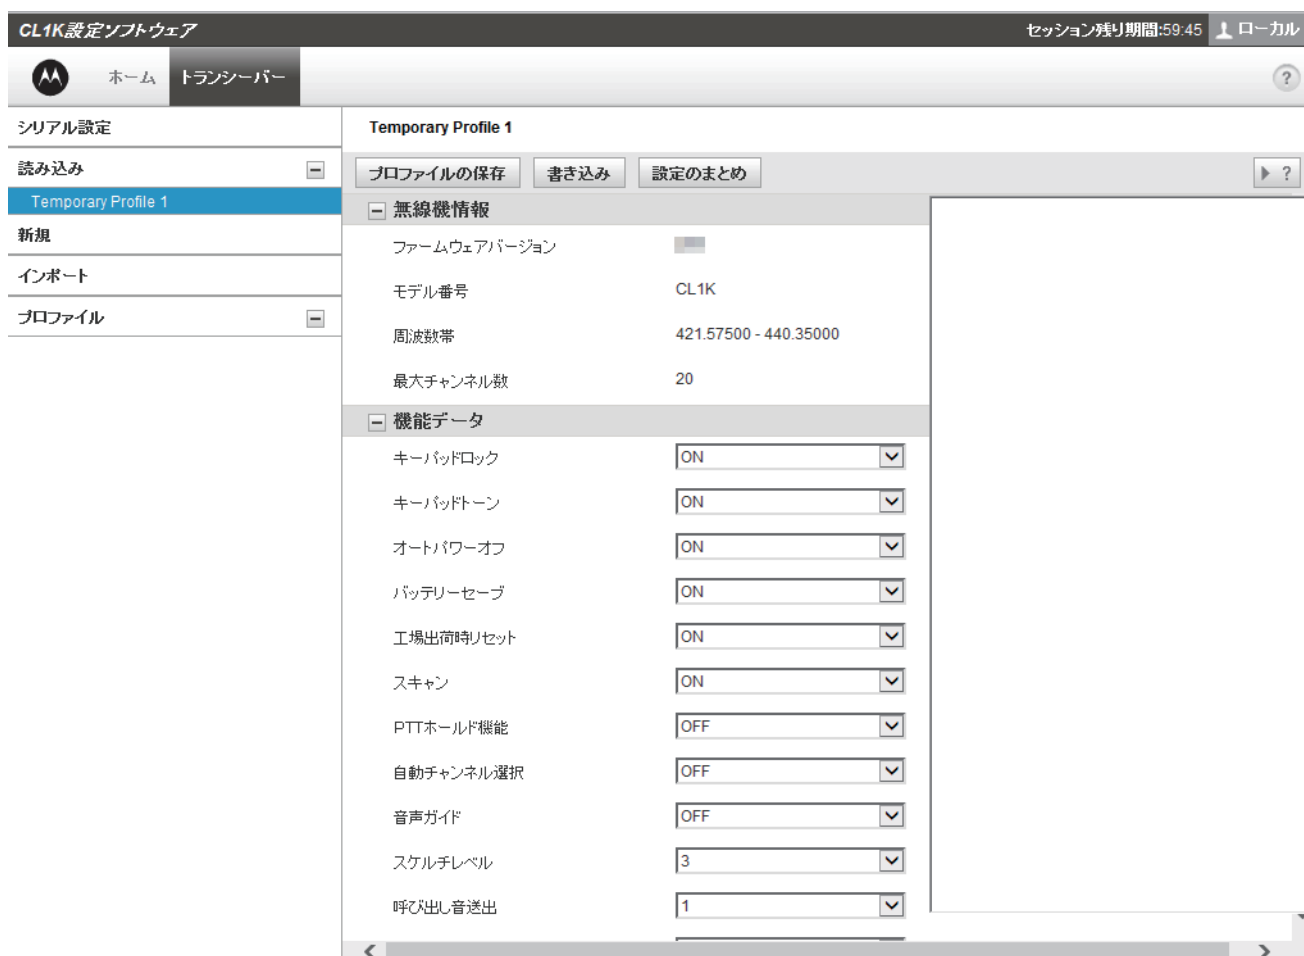 CL1K設定ソフトウェア
セッション残り期間:59:45 ローカル
ホーム トランシーバー ?
シリアル設定
読み込み
Temporary Profile 1
新規
インポート
プロファイル
Temporary Profile 1
プロファイルの保存 書き込み 設定のまとめ ?
無線機情報
ファームウェアバージョン
モデル番号 CL1K
周波数帯 421.57500 - 440.35000
最大チャンネル数 20
機能データ
キーパッドロック ON
キーパッドトーン ON
オートパワーオフ ON
バッテリーセーブ ON
工場出荷時リセット ON
スキャン ON
PTTホールド機能 OFF
自動チャンネル選択 OFF
音声ガイド OFF
スケルチレベル 3
呼び出し音送出 1